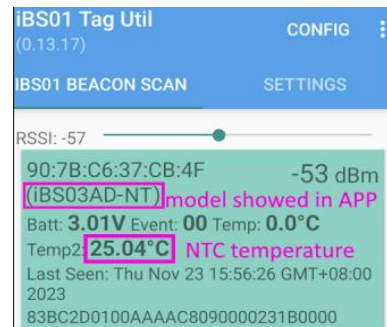 iBS01 Tag Util
(0.13.17)
CONFIG
IBS01 BEACON SCAN
SETTINGS
RSSI: -57
90:7B:C6:37:CB:4F
-53 dBm
(iBS03AD-NT) model showed in APP
Batt: 3.01V Event: 00 Temp: 0.0°C
Temp2: 25.04°C NTC temperature
Last Seen: Thu Nov 23 15:56:26 GMT+08:00
2023
83BC2D0100AAAAC8090000231B0000